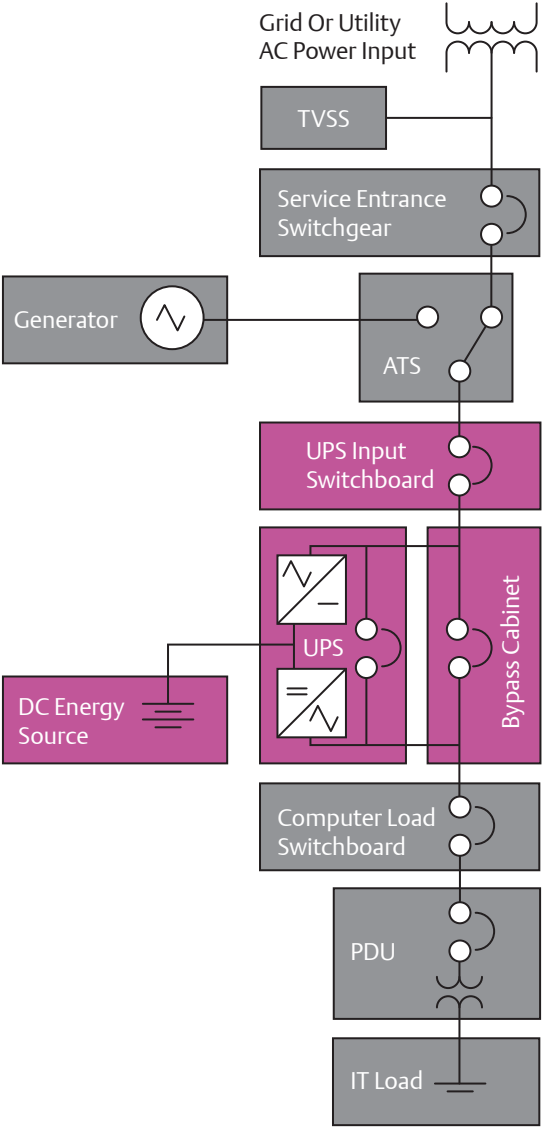 Grid Or Utility
AC Power Input
TVSS
Service Entrance
Switchgear
Generator
ATS
UPS Input
Switchboard
UPS
Bypass Cabinet
DC Energy
Source
Computer Load
Switchboard
PDU
IT Load